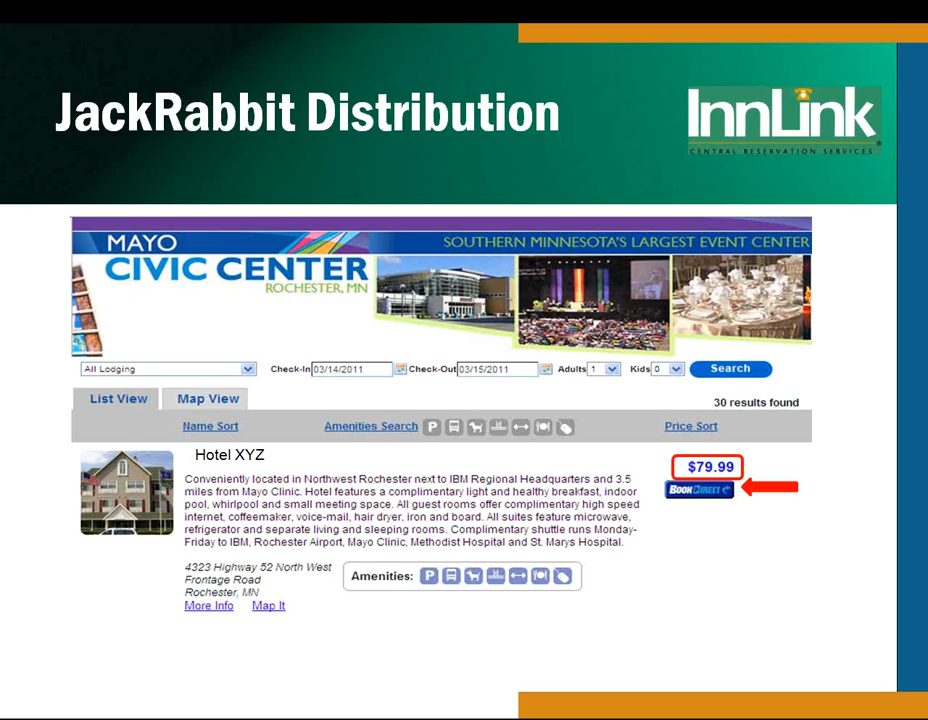 JackRabbit Distribution
InnLink
CENTRAL RESERVATION SERVICES
MAYO
CIVIC CENTER
ROCHESTER, MN
SOUTHERN MINNESOTA'S LARGEST EVENT CENTER
All Lodging Check-In 03/14/2011 Check-Out 03/15/2011 Adults 1 Kids 0 Search
List View Map View 30 results found
Name Sort Amenities Search P Price Sort
Hotel XYZ
$79.99
BOOK DIRECT
Conveniently located in Northwest Rochester next to IBM Regional Headquarters and 3.5
miles from Mayo Clinic. Hotel features a complimentary light and healthy breakfast, indoor
pool, whirlpool and small meeting space. All guest rooms offer complimentary high speed
internet, coffeemaker, voice-mail, hair dryer, iron and board. All suites feature microwave,
refrigerator and separate living and sleeping rooms. Complimentary shuttle runs Monday-
Friday to IBM, Rochester Airport, Mayo Clinic, Methodist Hospital and St. Marys Hospital.
4323 Highway 52 North West
Frontage Road
Rochester, MN
More Info Map It
Amenities: P